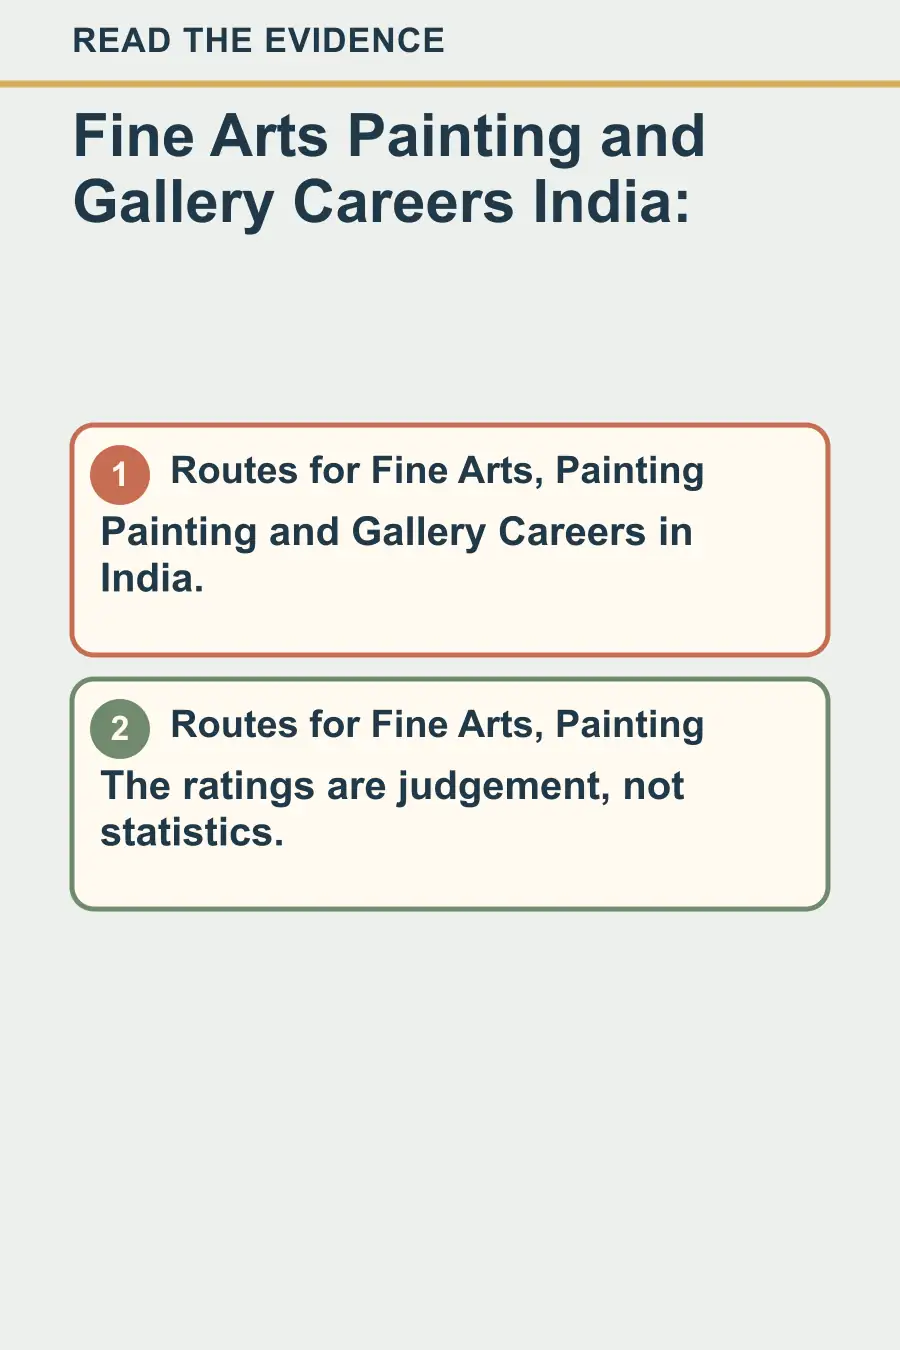 READ THE EVIDENCE
Fine Arts Painting and
Gallery Careers India:
1 Routes for Fine Arts, Painting
Painting and Gallery Careers in
India.
2 Routes for Fine Arts, Painting
The ratings are judgement, not
statistics.